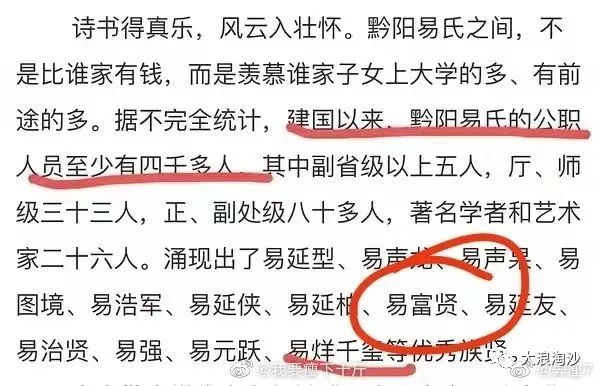 诗书得真乐，风云入壮怀。黔阳易氏之间，不
是比谁家有钱，而是羡慕谁家子女上大学的多、有前
途的多。据不完全统计，建国以来，黔阳易氏的公职
人员至少有四千多人，其中副省级以上五人，厅、师
级三十三人，正、副处级八十多人，著名学者和艺术
家二十六人。涌现出了易延型、易声龙、易声杲、易
图境、易浩军、易延侠、易延柏、易富贤、易延友、
易治贤、易强、易元跃、易烊千玺等优秀族贤。
大浪淘沙
@我要瘦下十斤